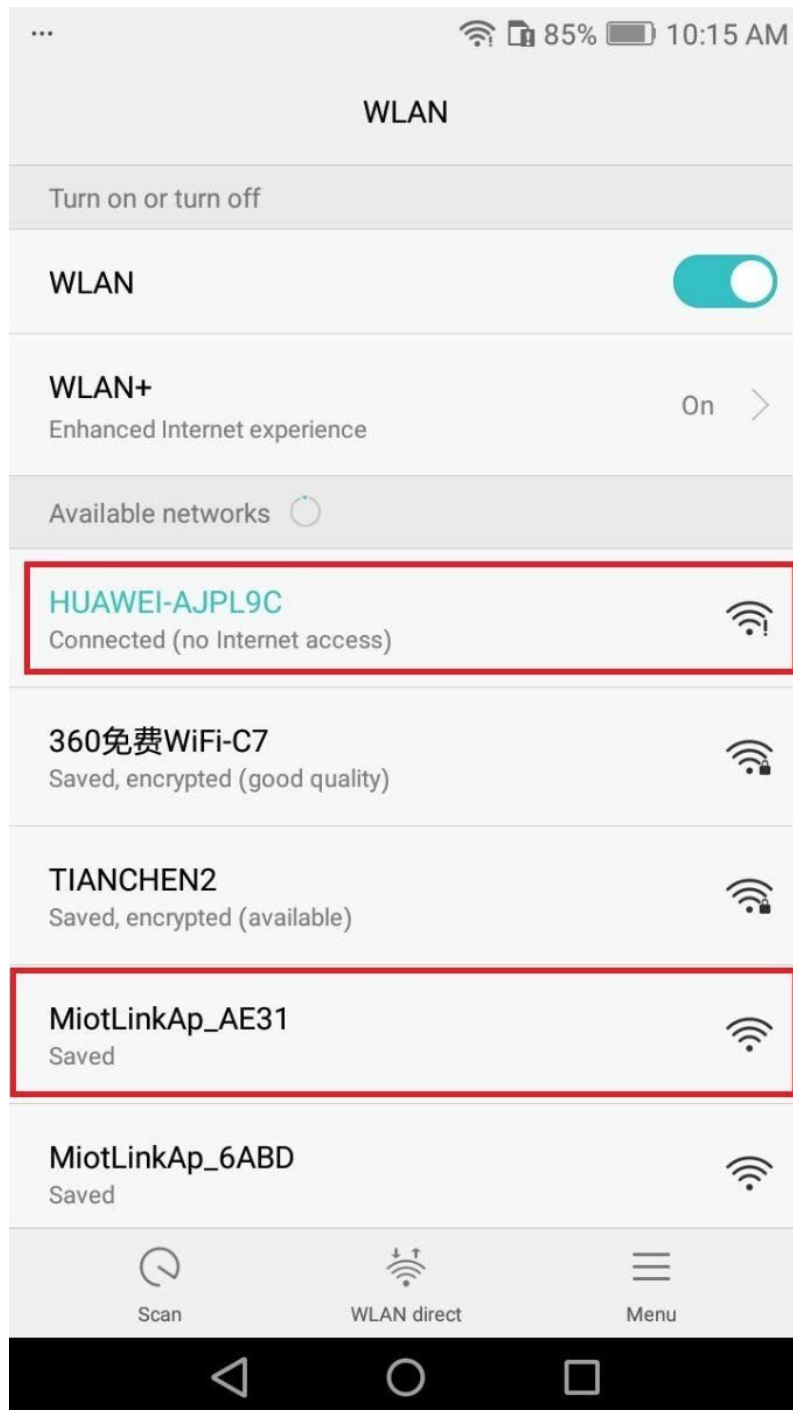 ...
85% 10:15 AM
WLAN
Turn on or turn off
WLAN
WLAN+
On
Enhanced Internet experience
Available networks
HUAWEI-AJPL9C
Connected (no Internet access)
360免费WiFi-C7
Saved, encrypted (good quality)
TIANCHEN2
Saved, encrypted (available)
MiotLinkAp_AE31
Saved
MiotLinkAp_6ABD
Saved
Scan WLAN direct Menu